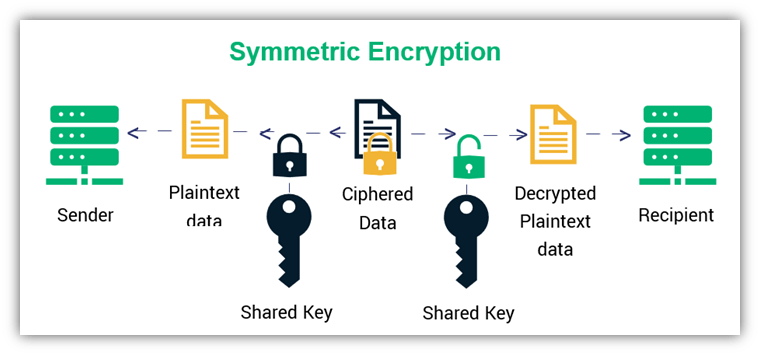 Symmetric Encryption
Sender
Plaintext
data
Ciphered
Data
Decrypted
Plaintext
data
Recipient
Shared Key
Shared Key